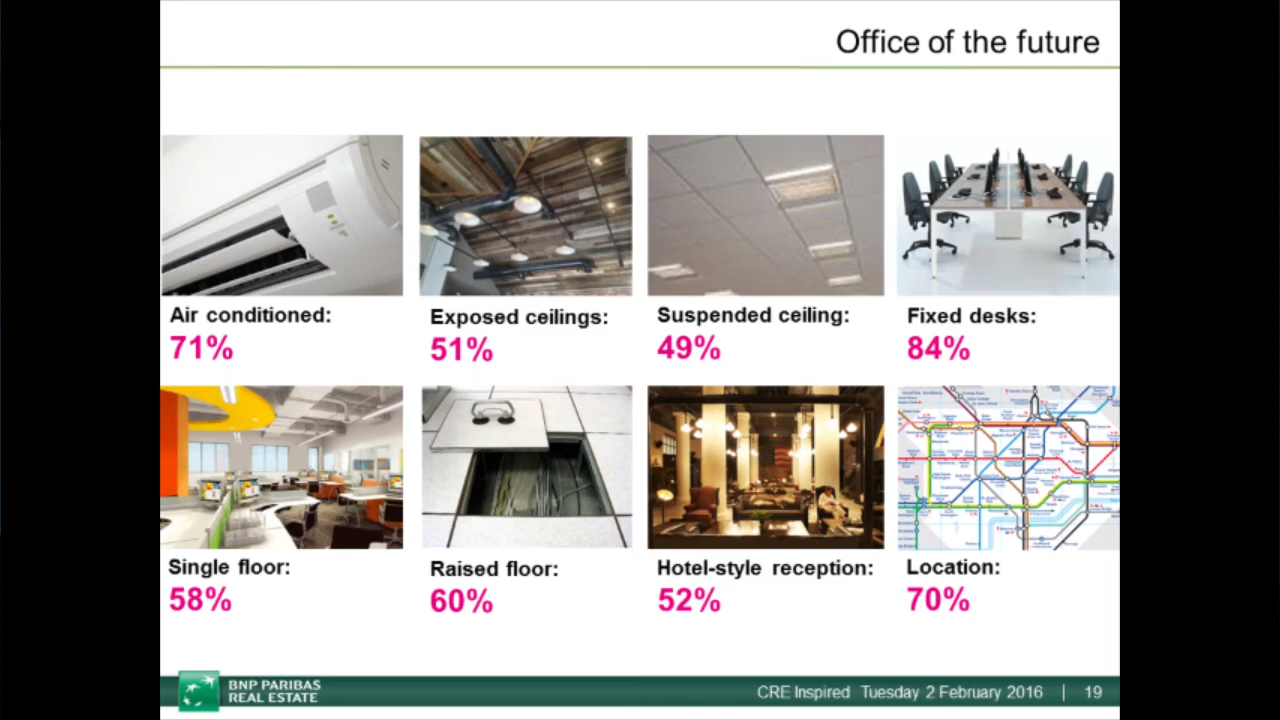 Office of the future
Air conditioned:
71%
Exposed ceilings:
51%
Suspended ceiling:
49%
Fixed desks:
84%
Single floor:
58%
Raised floor:
60%
Hotel-style reception:
52%
Location:
70%
BNP PARIBAS
REAL ESTATE
CRE Inspired Tuesday 2 February 2016 | 19